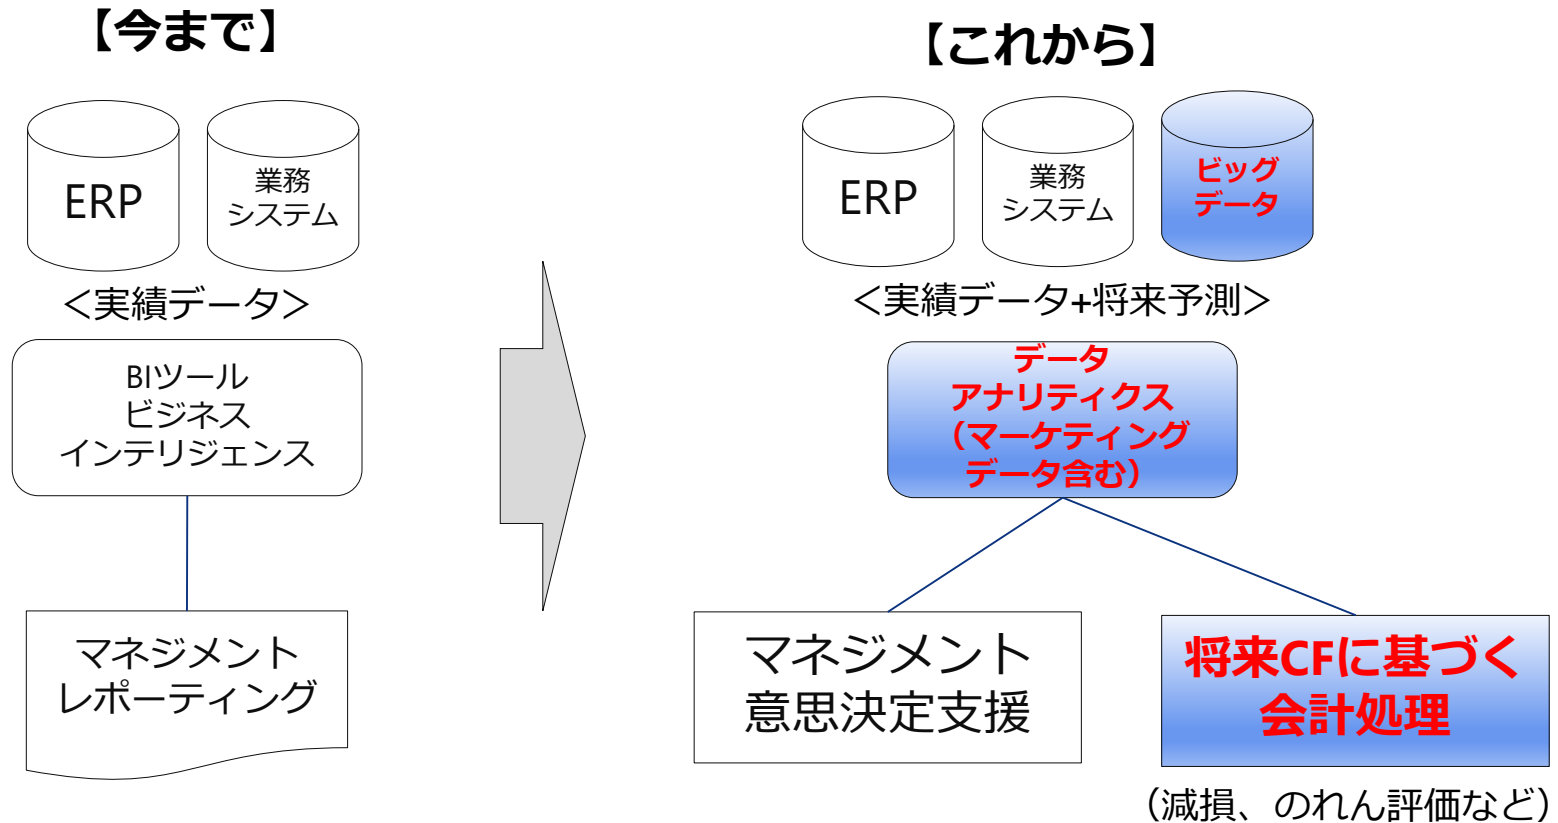 【今まで】
ERP
業務
システム
＜実績データ＞
BIツール
ビジネス
インテリジェンス
マネジメント
レポーティング
【これから】
ERP
業務
システム
ビッグ
データ
＜実績データ+将来予測＞
データ
アナリティクス
（マーケティング
データ含む）
マネジメント
意思決定支援
将来CFに基づく
会計処理
（減損、のれん評価など）